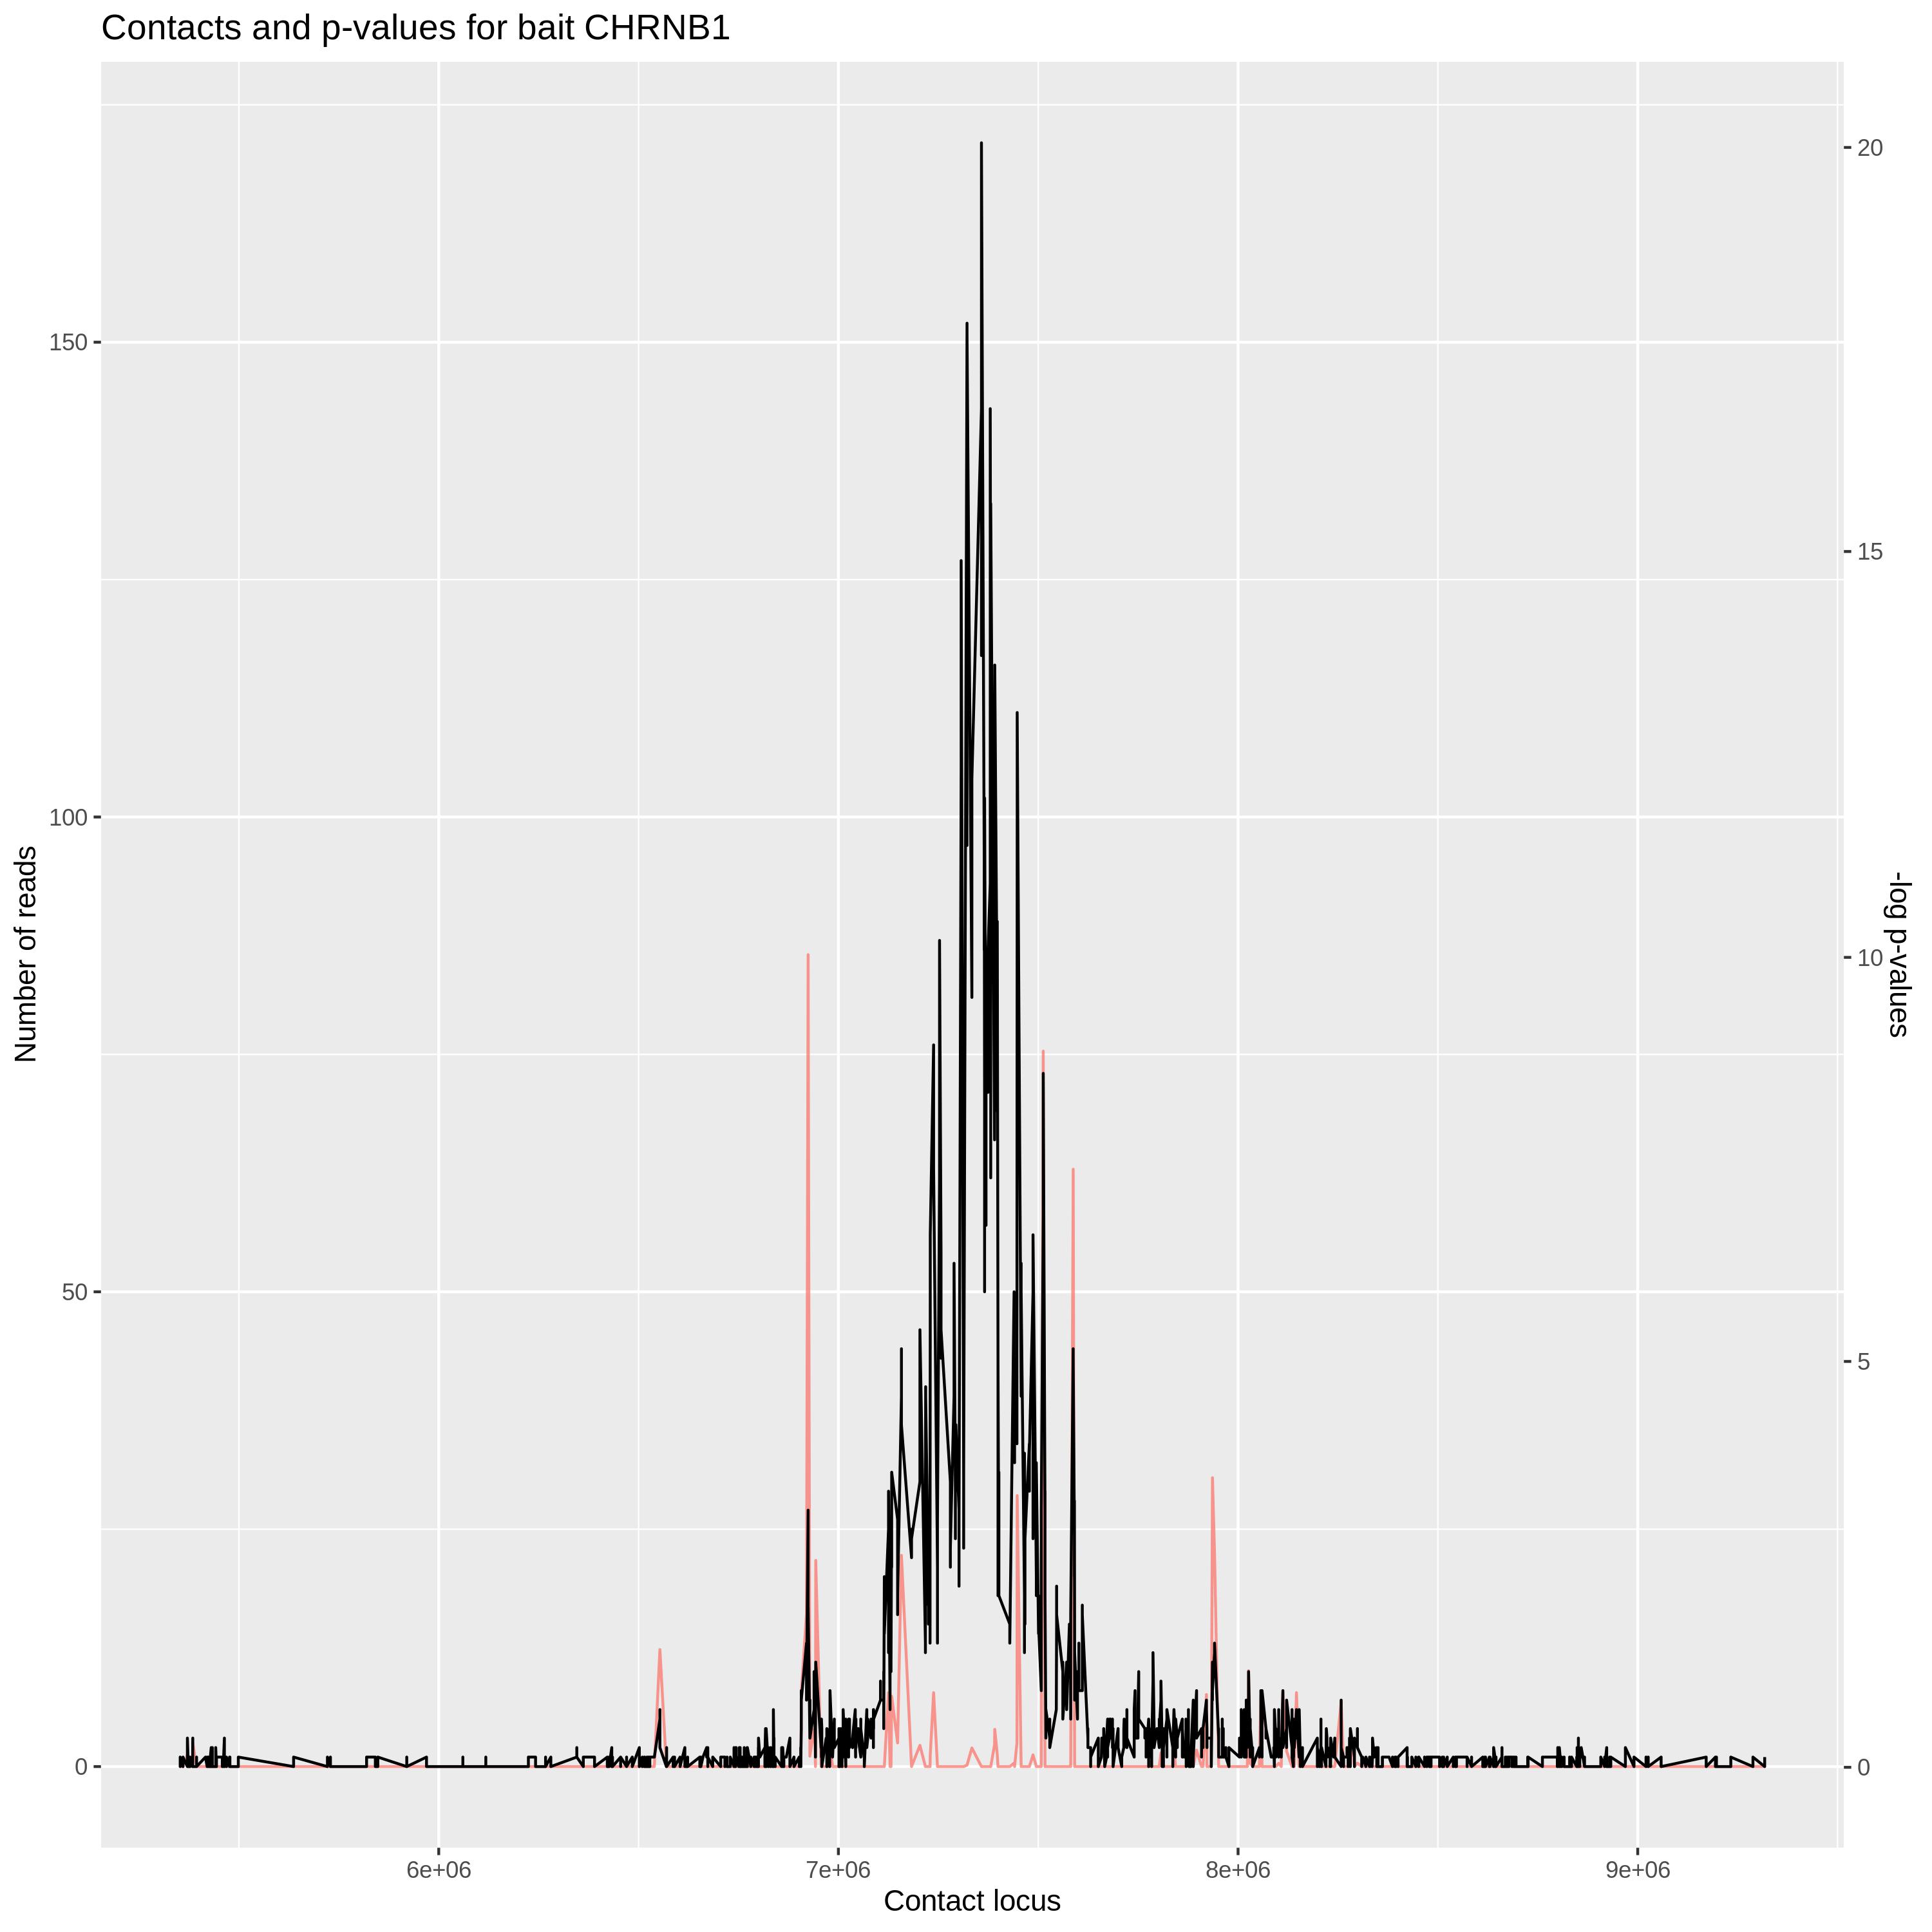 Contacts and p-values for bait CHRNB1
150
100
50
0
Number of reads
20
15
10
5
0
-log p-values
6e+06
7e+06
8e+06
9e+06
Contact locus